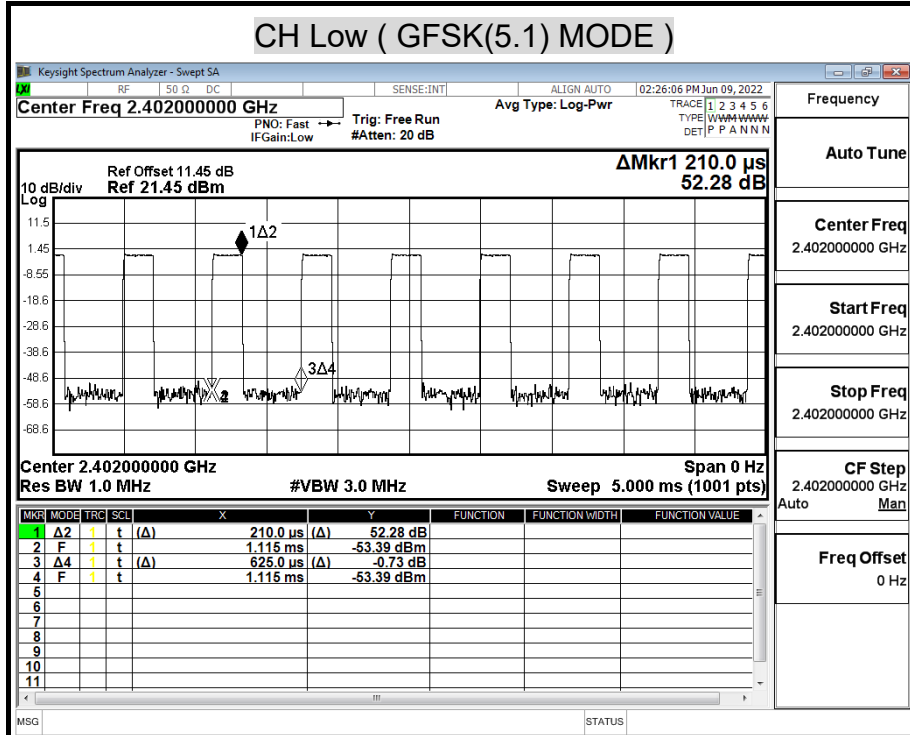 CH Low ( GFSK(5.1) MODE )
Keysight Spectrum Analyzer - Swept SA
LXI RF 50 Ω DC SENSE:INT ALIGN AUTO 02:26:06 PM Jun 09, 2022
Center Freq 2.402000000 GHz
PNO: Fast
IFGain:Low
Trig: Free Run
#Atten: 20 dB
Avg Type: Log-Pwr
TRACE 1 2 3 4 5 6
TYPE WWMWWWW
DET P P A N N N
ΔMkr1 210.0 µs
52.28 dB
Ref Offset 11.45 dB
10 dB/div Ref 21.45 dBm
Log
11.5
1.45
-8.55
-18.6
-28.6
-38.6
-48.6
-58.6
-68.6
1Δ2
3Δ4
2
Center 2.402000000 GHz Span 0 Hz
Res BW 1.0 MHz #VBW 3.0 MHz Sweep 5.000 ms (1001 pts)
MKR MODE TRC SCL X Y FUNCTION FUNCTION WIDTH FUNCTION VALUE
1 Δ2 1 t (Δ) 210.0 µs (Δ) 52.28 dB
2 F 1 t 1.115 ms -53.39 dBm
3 Δ4 1 t (Δ) 625.0 µs (Δ) -0.73 dB
4 F 1 t 1.115 ms -53.39 dBm
5
6
7
8
9
10
11
MSG STATUS
Frequency
Auto Tune
Center Freq
2.402000000 GHz
Start Freq
2.402000000 GHz
Stop Freq
2.402000000 GHz
CF Step
2.402000000 GHz
Auto Man
Freq Offset
0 Hz